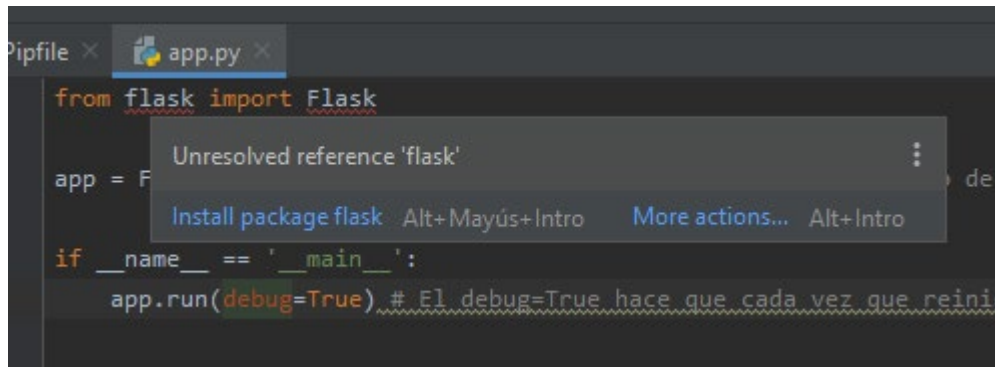 Pipfile app.py
from flask import Flask
Unresolved reference 'flask'
app = F de
Install package flask Alt+Mayús+Intro More actions... Alt+Intro
if __name__ == '__main__':
app.run(debug=True) # El debug=True hace que cada vez que reini